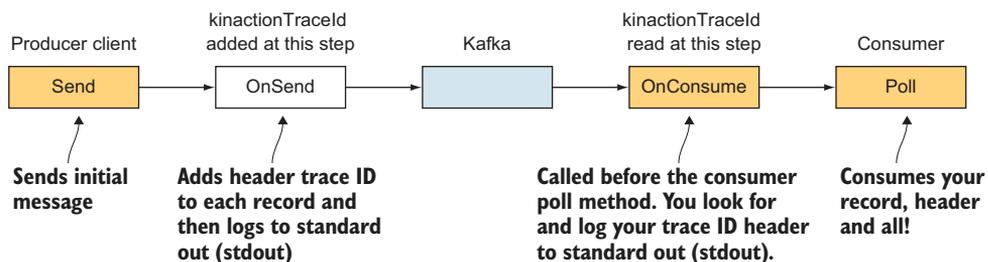 Producer client
kinactionTraceId
added at this step
Kafka
kinactionTraceId
read at this step
Consumer
Send
OnSend
OnConsume
Poll
Sends initial
message
Adds header trace ID
to each record and
then logs to standard
out (stdout)
Called before the consumer
poll method. You look for
and log your trace ID header
to standard out (stdout).
Consumes your
record, header
and all!